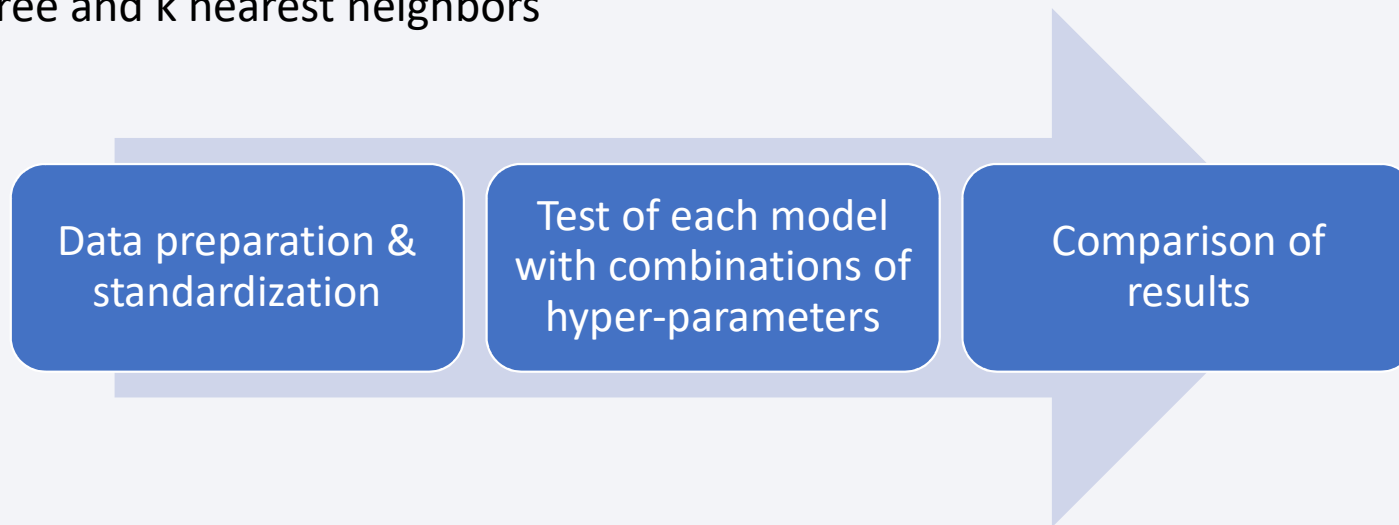 ree and k nearest neighbors
Data preparation &
standardization
Test of each model
with combinations of
hyper-parameters
Comparison of
results